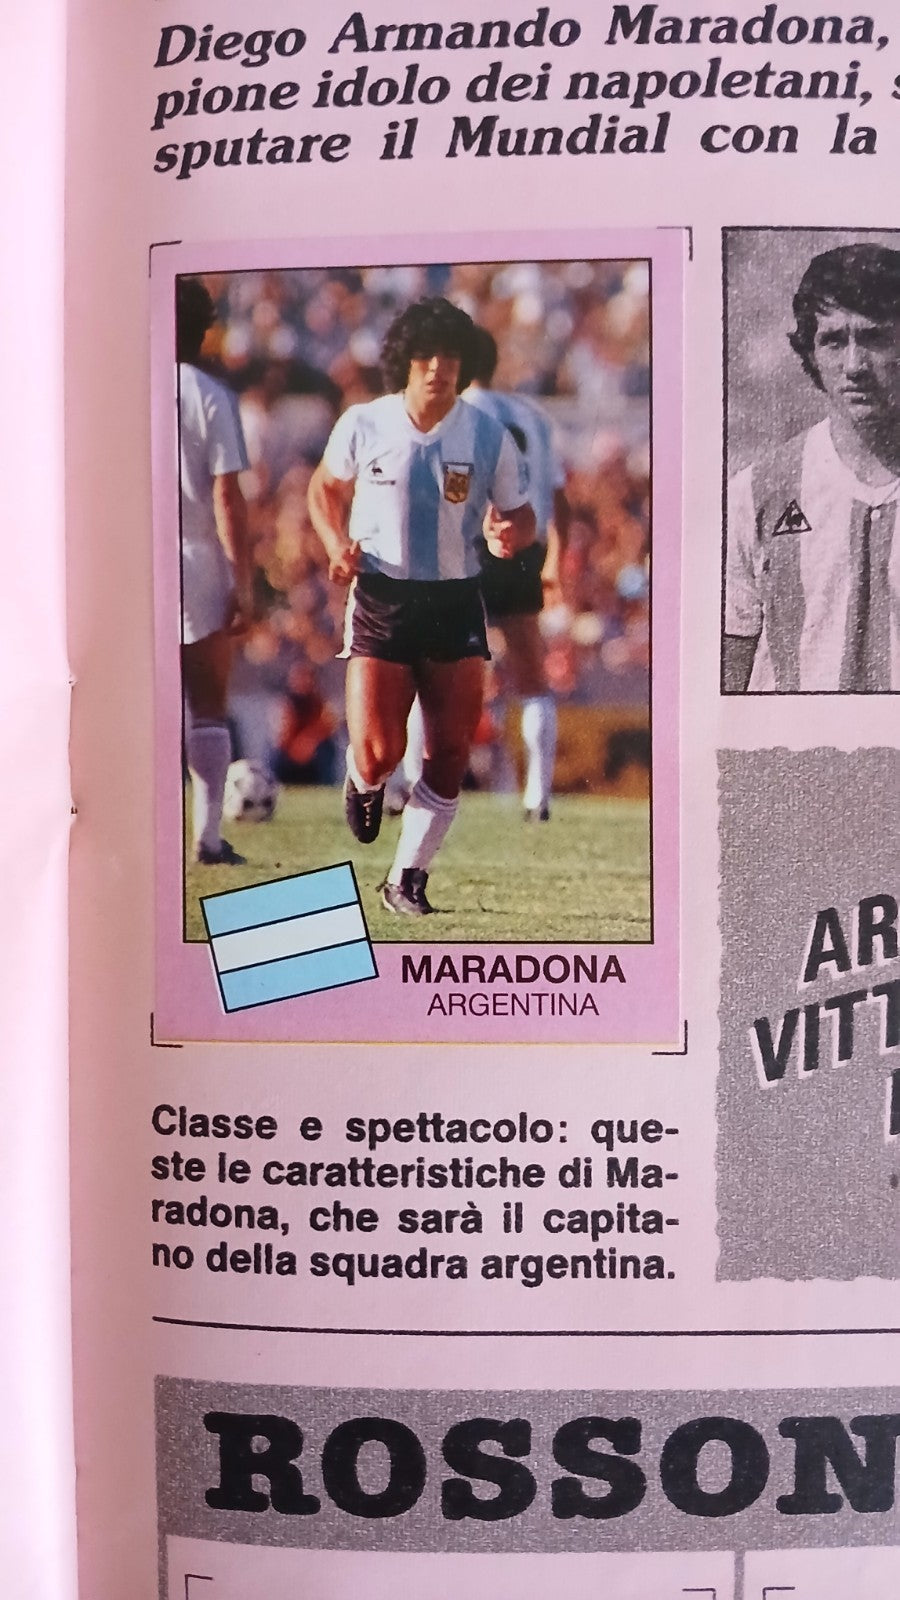 Diego Armando Maradona,
pione idolo dei napoletani,
sputare il Mundial con la
MARADONA
ARGENTINA
Classe e spettacolo: que-
ste le caratteristiche di Ma-
radona, che sarà il capita-
no della squadra argentina.
AR
VITT
ROSSON